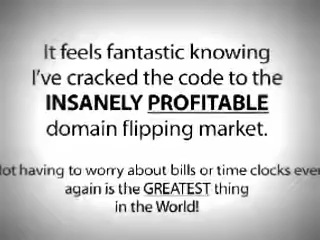 It feels fantastic knowing
I've cracked the code to the
INSANELY PROFITABLE
domain flipping market.
ot having to worry about bills or time clocks ever
again is the GREATEST thing
in the World!